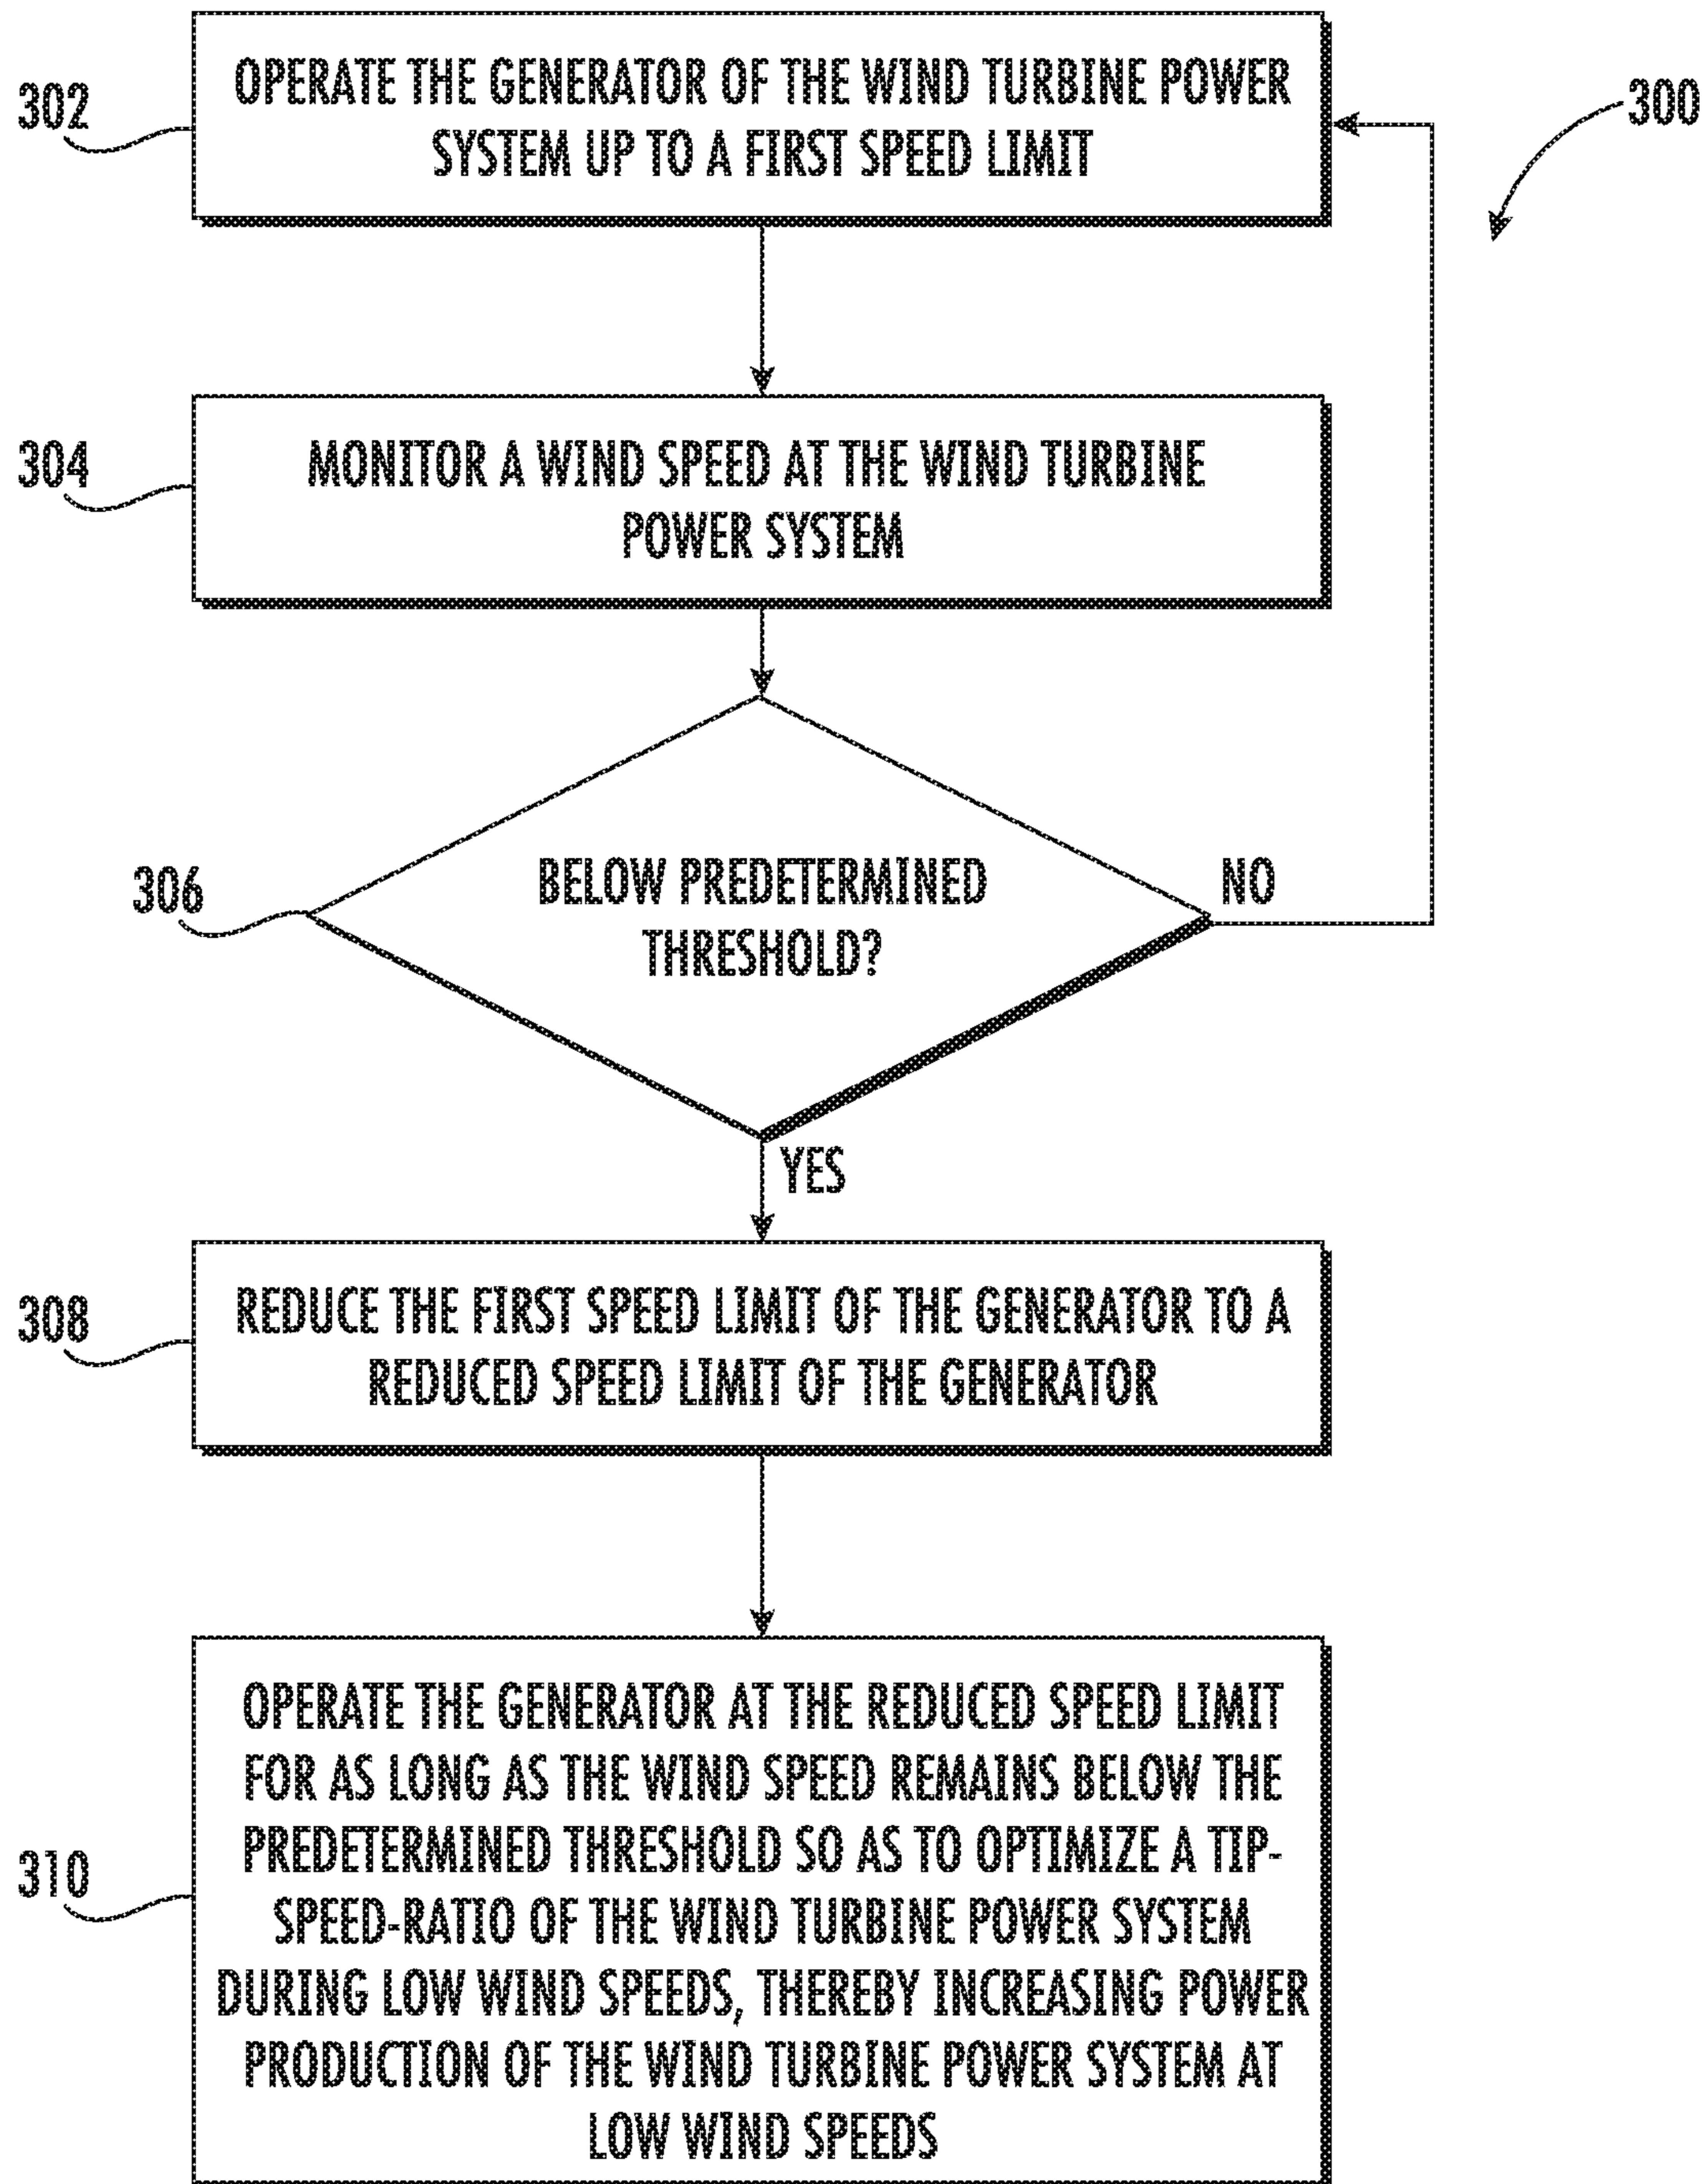 OPERATE THE GENERATOR OF THE WIND TURBINE POWER
SYSTEM UP TO A FIRST SPEED LIMIT
302
300
MONITOR A WIND SPEED AT THE WIND TURBINE
POWER SYSTEM
304
BELOW PREDETERMINED
THRESHOLD?
306
NO
YES
REDUCE THE FIRST SPEED LIMIT OF THE GENERATOR TO A
REDUCED SPEED LIMIT OF THE GENERATOR
308
OPERATE THE GENERATOR AT THE REDUCED SPEED LIMIT
FOR AS LONG AS THE WIND SPEED REMAINS BELOW THE
PREDETERMINED THRESHOLD SO AS TO OPTIMIZE A TIP-
SPEED-RATIO OF THE WIND TURBINE POWER SYSTEM
DURING LOW WIND SPEEDS, THEREBY INCREASING POWER
PRODUCTION OF THE WIND TURBINE POWER SYSTEM AT
LOW WIND SPEEDS
310